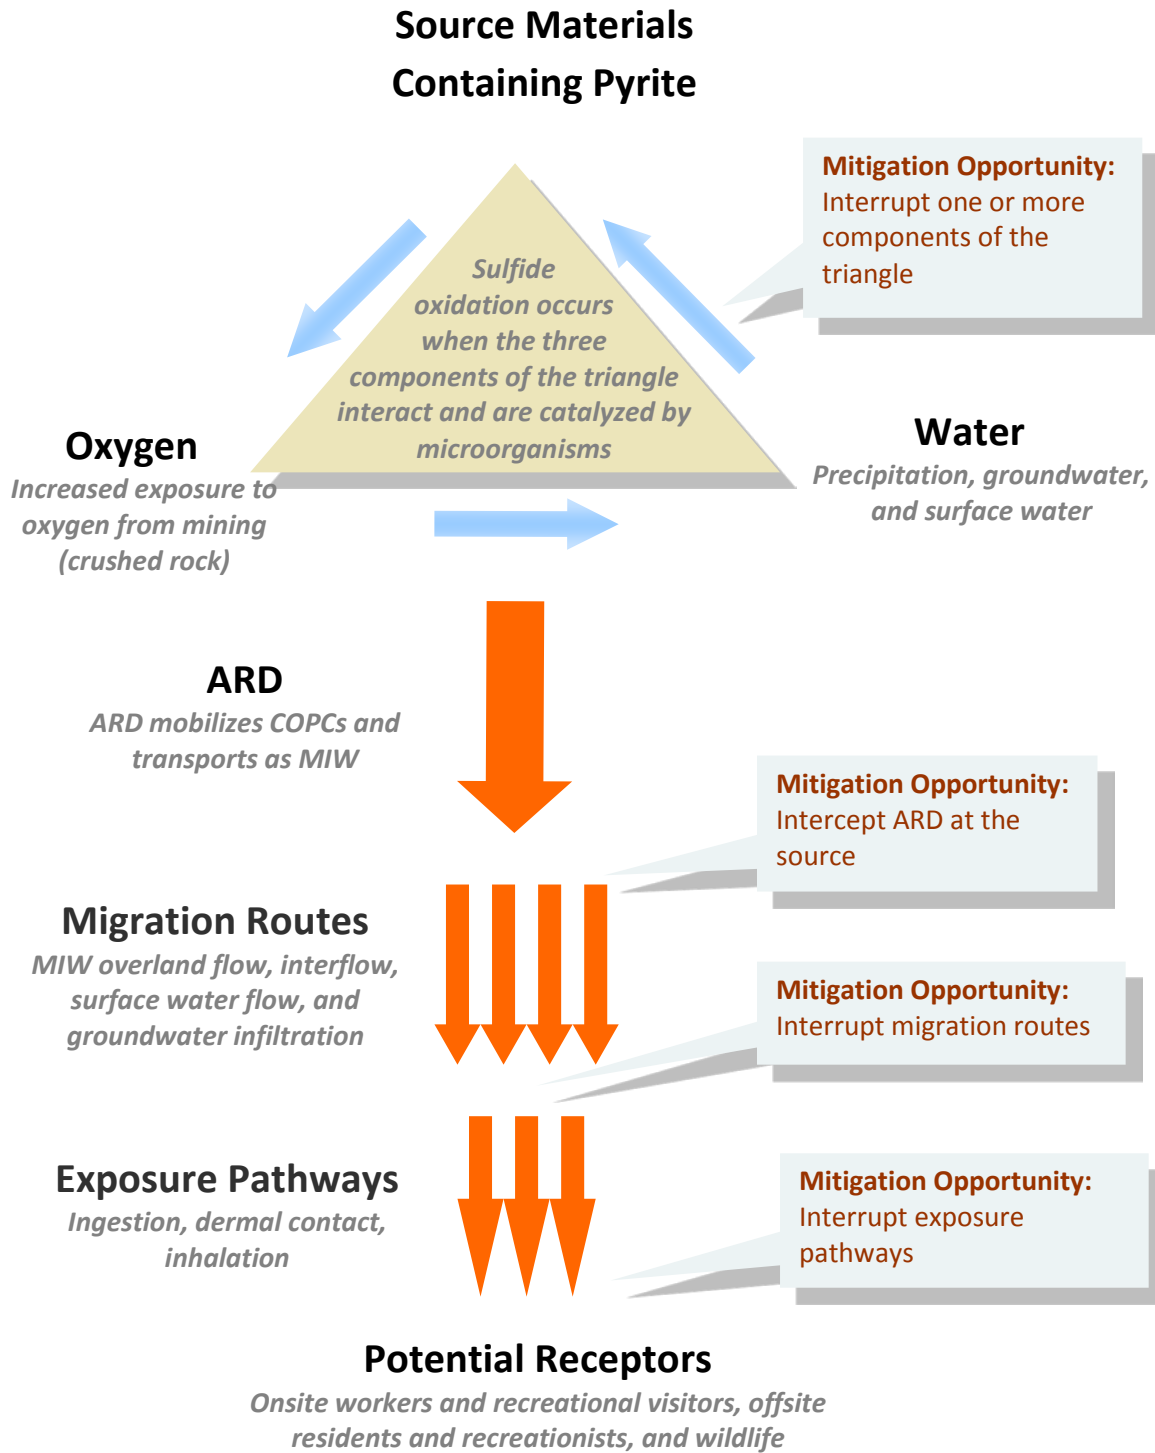 Source Materials
Containing Pyrite
Mitigation Opportunity:
Interrupt one or more
components of the
triangle
Sulfide
oxidation occurs
when the three
components of the triangle
interact and are catalyzed by
microorganisms
Oxygen
Increased exposure to
oxygen from mining
(crushed rock)
Water
Precipitation, groundwater,
and surface water
ARD
ARD mobilizes COPCs and
transports as MIW
Mitigation Opportunity:
Intercept ARD at the
source
Migration Routes
MIW overland flow, interflow,
surface water flow, and
groundwater infiltration
Mitigation Opportunity:
Interrupt migration routes
Exposure Pathways
Ingestion, dermal contact,
inhalation
Mitigation Opportunity:
Interrupt exposure
pathways
Potential Receptors
Onsite workers and recreational visitors, offsite
residents and recreationists, and wildlife